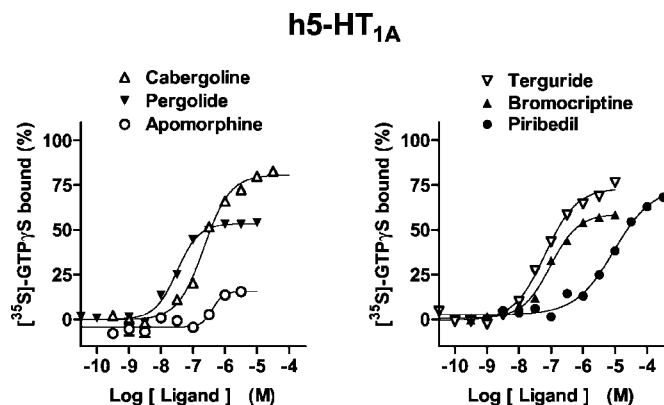 h5-HT1A
Cabergoline
Pergolide
Apomorphine
[35S]-GTPγS bound (%)
100
75
50
25
0
-10 -9 -8 -7 -6 -5 -4
Log [ Ligand ] (M)
Terguride
Bromocriptine
Piribedil
[35S]-GTPγS bound (%)
100
75
50
25
0
-10 -9 -8 -7 -6 -5 -4
Log [ Ligand ] (M)